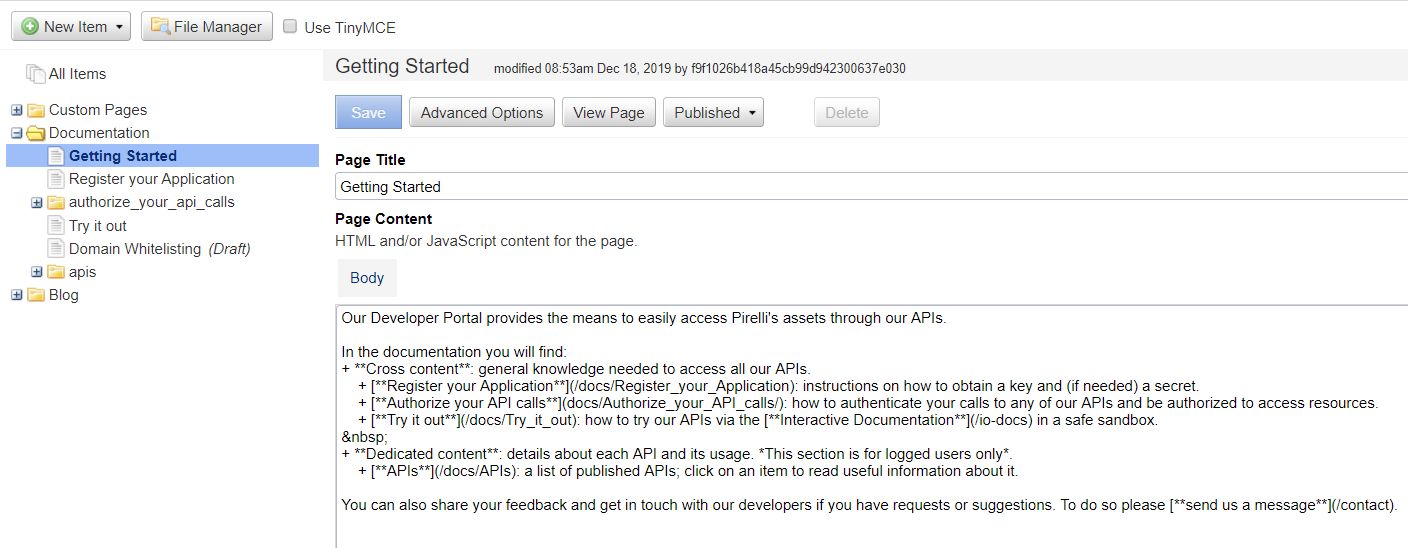 New Item
File Manager
Use TinyMCE
All Items
Custom Pages
Documentation
Getting Started
Register your Application
authorize_your_api_calls
Try it out
Domain Whitelisting (Draft)
apis
Blog
Getting Started modified 08:53am Dec 18, 2019 by f9f1026b418a45cb99d942300637e030
Save Advanced Options View Page Published Delete
Page Title
Getting Started
Page Content
HTML and/or JavaScript content for the page.
Body
Our Developer Portal provides the means to easily access Pirelli's assets through our APIs.
In the documentation you will find:
+ **Cross content**: general knowledge needed to access all our APIs.
+ [**Register your Application**](/docs/Register_your_Application): instructions on how to obtain a key and (if needed) a secret.
+ [**Authorize your API calls**](docs/Authorize_your_API_calls/): how to authenticate your calls to any of our APIs and be authorized to access resources.
+ [**Try it out**](/docs/Try_it_out): how to try our APIs via the [**Interactive Documentation**](/io-docs) in a safe sandbox.
&nbsp;
+ **Dedicated content**: details about each API and its usage. *This section is for logged users only*.
+ [**APIs**](/docs/APIs): a list of published APIs; click on an item to read useful information about it.
You can also share your feedback and get in touch with our developers if you have requests or suggestions. To do so please [**send us a message**](/contact).